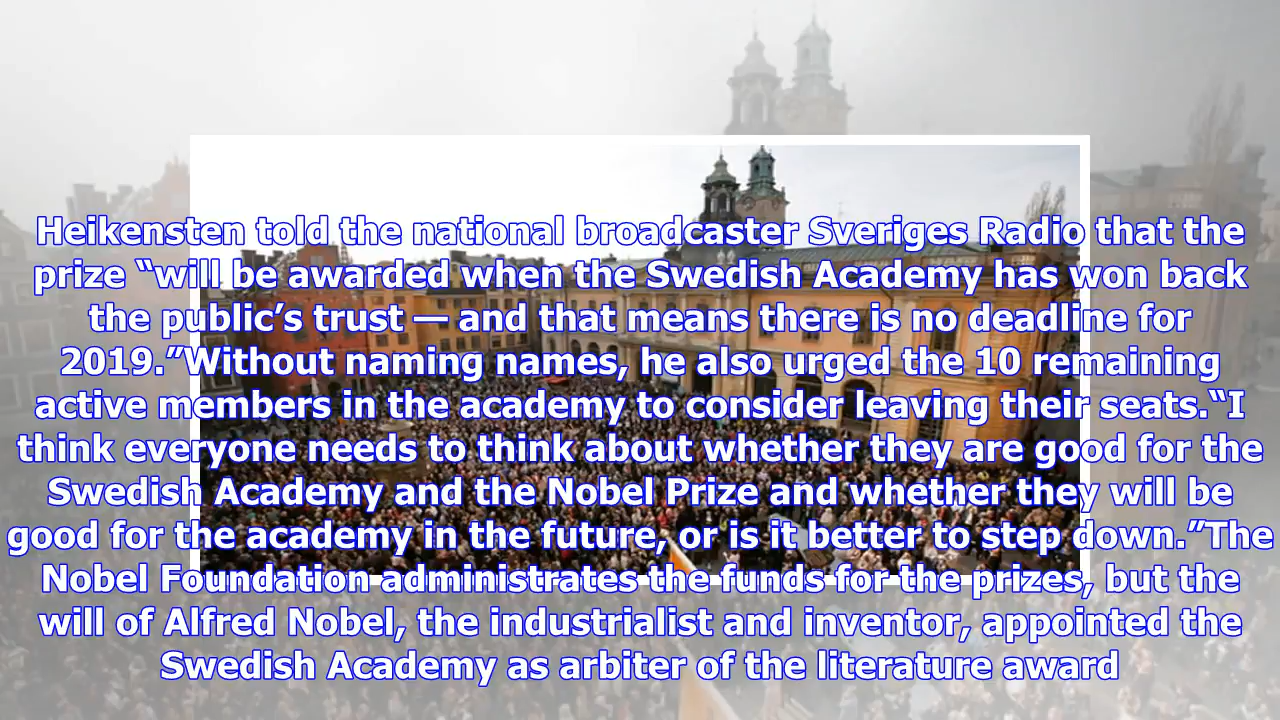 Heikensten told the national broadcaster Sveriges Radio that the
prize “will be awarded when the Swedish Academy has won back
the public’s trust — and that means there is no deadline for
2019.”Without naming names, he also urged the 10 remaining
active members in the academy to consider leaving their seats.“I
think everyone needs to think about whether they are good for the
Swedish Academy and the Nobel Prize and whether they will be
good for the academy in the future, or is it better to step down.”The
Nobel Foundation administrates the funds for the prizes, but the
will of Alfred Nobel, the industrialist and inventor, appointed the
Swedish Academy as arbiter of the literature award